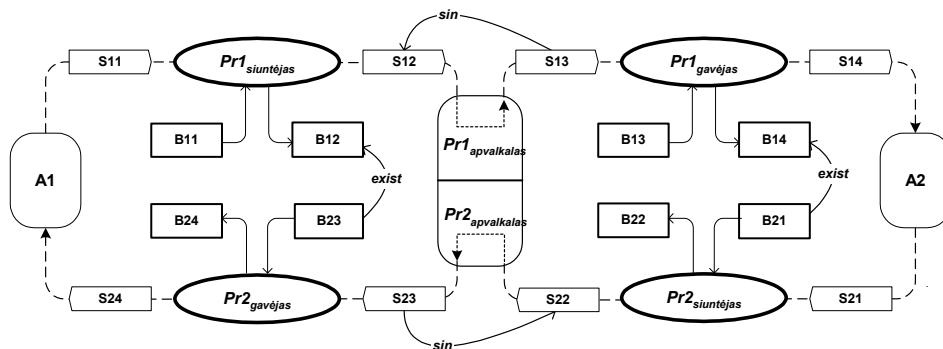 sin
S11
Pr1siuntėjas
S12
S13
Pr1gavėjas
S14
B11
B12
Pr1apvalkalas
B13
B14
A1
exist
exist
A2
B24
B23
Pr2apvalkalas
B22
B21
S24
Pr2gavėjas
S23
S22
Pr2siuntėjas
S21
sin